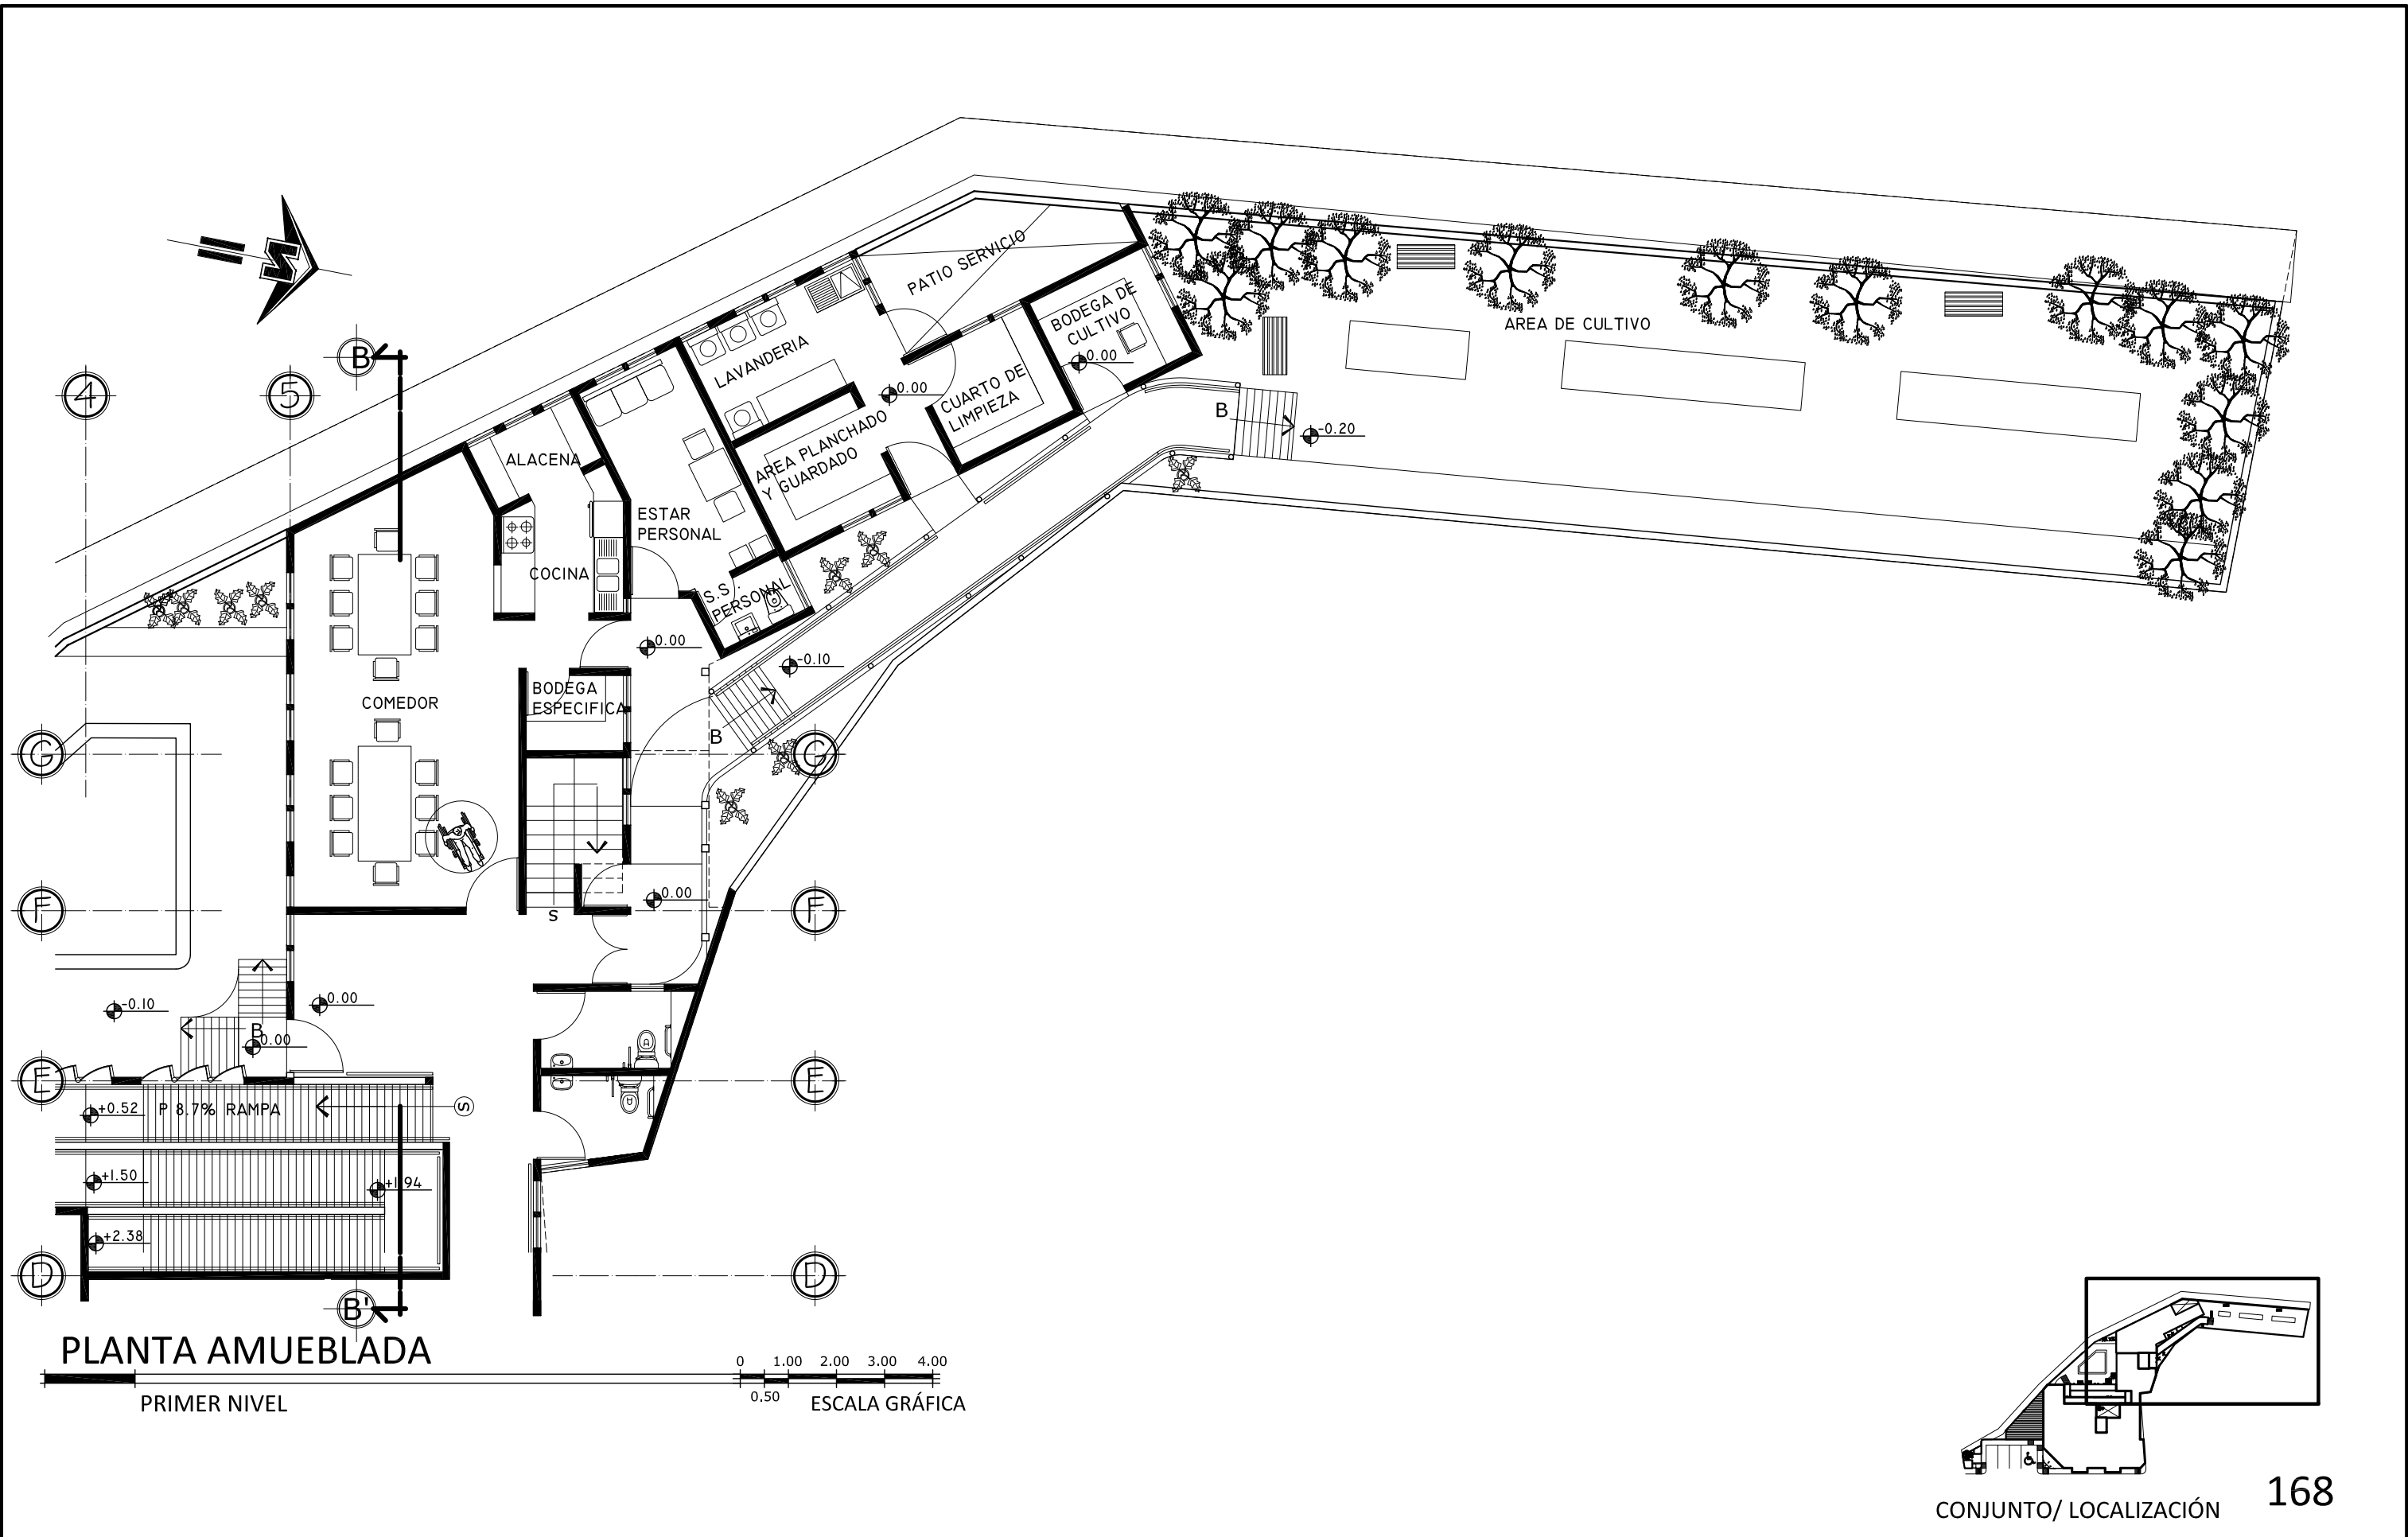 PATIO SERVICIO
BODEGA DE
CULTIVO
0.00
AREA DE CULTIVO
LAVANDERIA
0.00
CUARTO DE
LIMPIEZA
B
-0.20
B
4
5
ALACENA
AREA PLANCHADO
Y GUARDADO
ESTAR
PERSONAL
COCINA
S.S.
PERSONAL
0.00
-0.10
BODEGA
ESPECIFICA
COMEDOR
B
G
G
F
F
S
0.00
-0.10
0.00
B
0.00
E
E
+0.52
P 8.7% RAMPA
S
+1.50
+1.94
+2.38
D
D
B'
PLANTA AMUEBLADA
PRIMER NIVEL
0 1.00 2.00 3.00 4.00
0,50
ESCALA GRÁFICA
CONJUNTO/ LOCALIZACIÓN
168